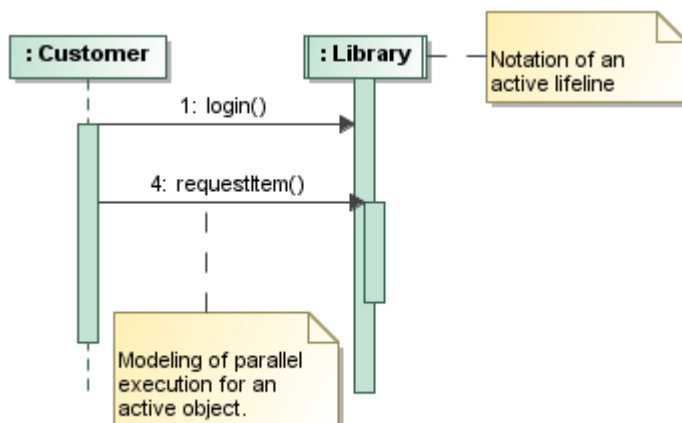 : Customer
: Library
Notation of an
active lifeline
1: login()
4: requestItem()
Modeling of parallel
execution for an
active object.